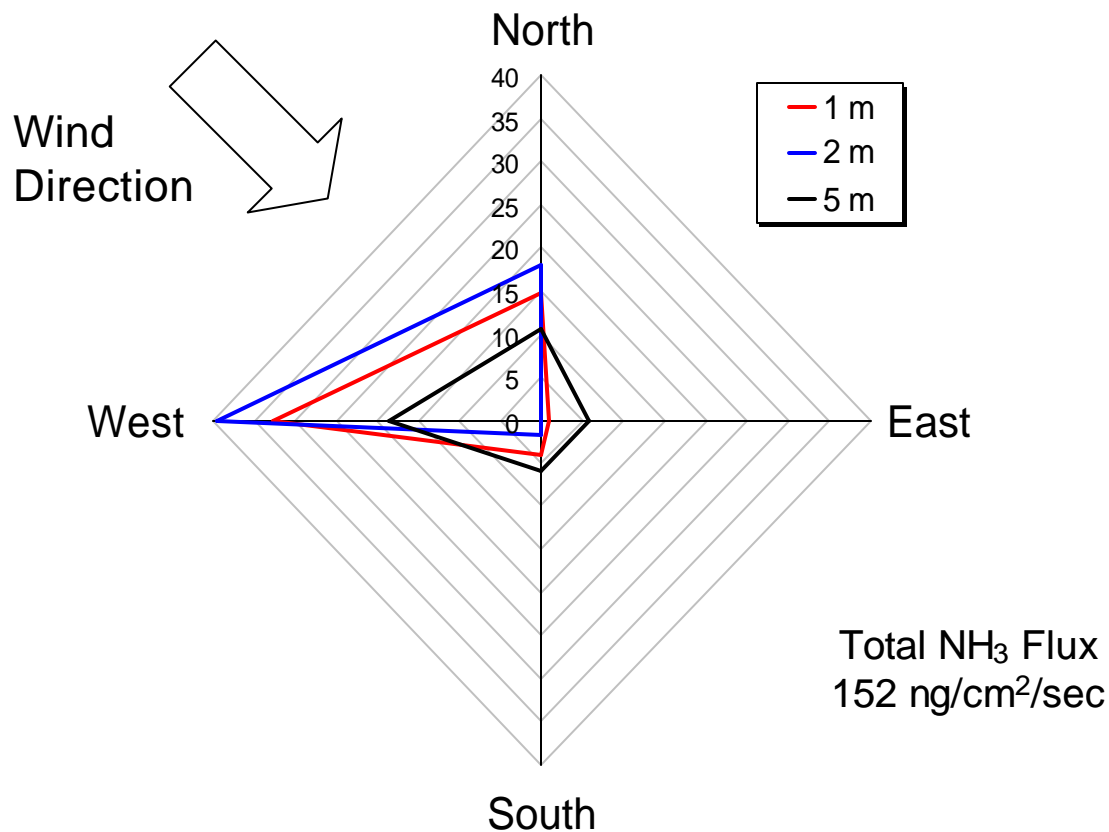 North
Wind
Direction
40
35
30
25
20
15
10
5
0
1 m
2 m
5 m
West
East
Total NH₃ Flux
152 ng/cm²/sec
South